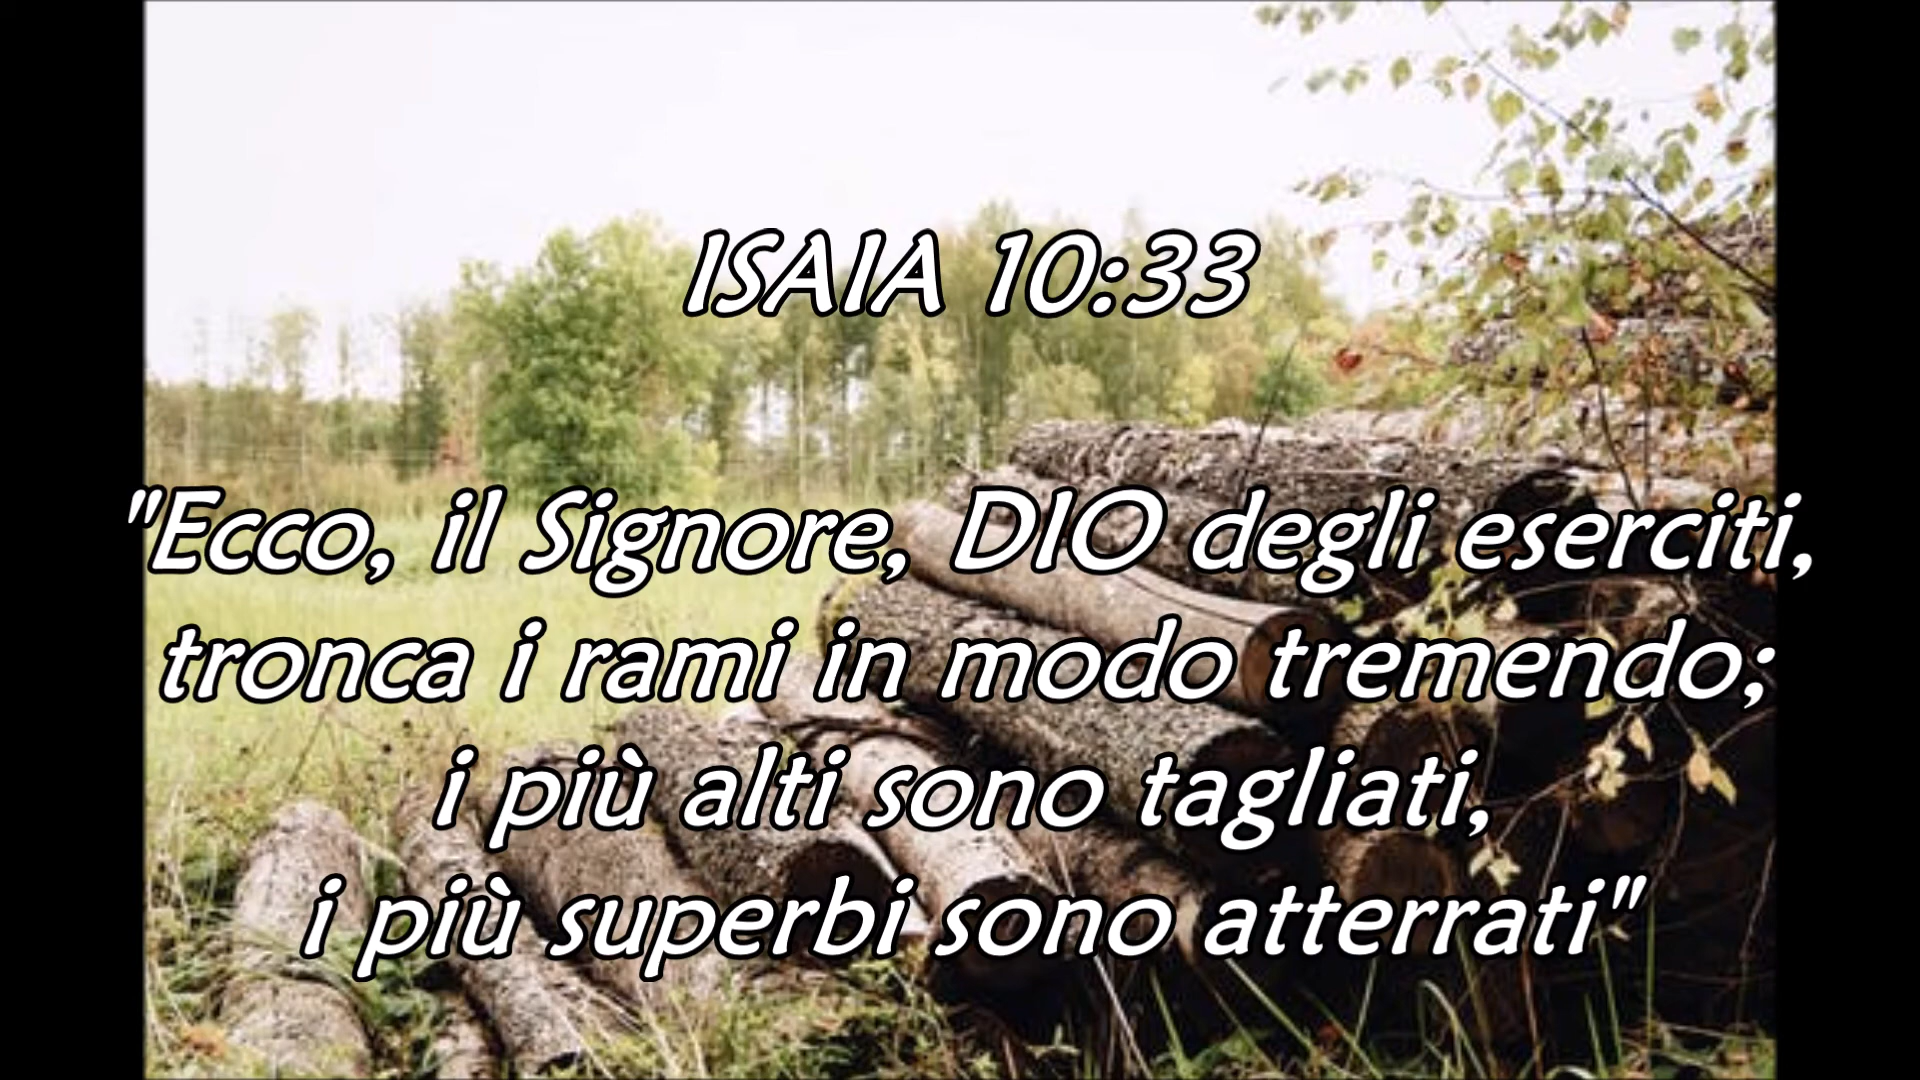 ISAIA 10:33
"Ecco, il Signore, DIO degli eserciti,
tronca i rami in modo tremendo;
i più alti sono tagliati,
i più superbi sono atterrati"